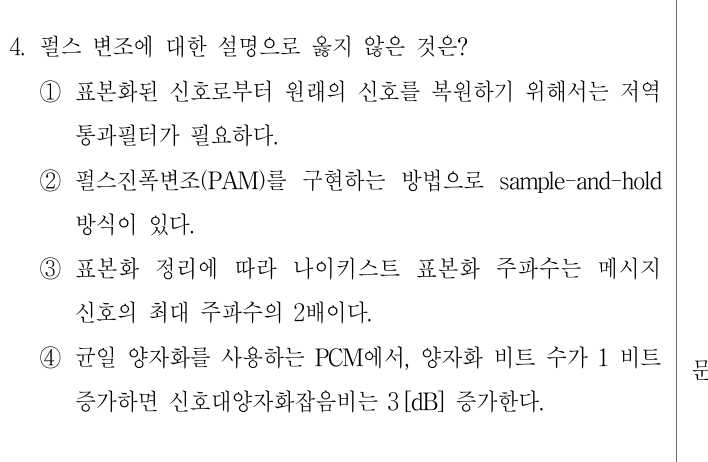 4. 펄스 변조에 대한 설명으로 옳지 않은 것은?
① 표본화된 신호로부터 원래의 신호를 복원하기 위해서는 저역
통과필터가 필요하다.
② 펄스진폭변조(PAM)를 구현하는 방법으로 sample-and-hold
방식이 있다.
③ 표본화 정리에 따라 나이키스트 표본화 주파수는 메시지
신호의 최대 주파수의 2배이다.
④ 균일 양자화를 사용하는 PCM에서, 양자화 비트 수가 1 비트
증가하면 신호대양자화잡음비는 3 [dB] 증가한다.
문